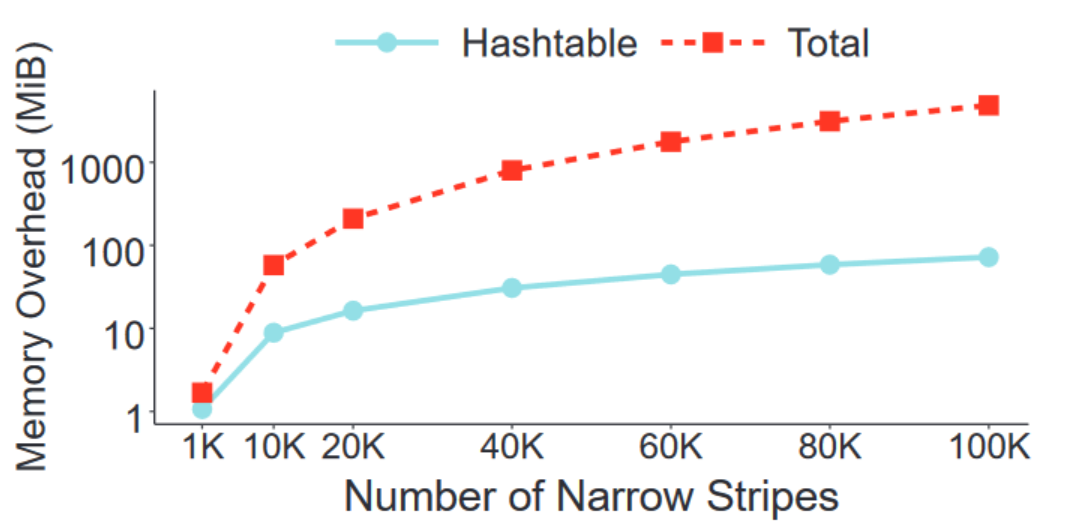 Hashtable Total
Memory Overhead (MiB)
1000
100
10
1
1K 10K 20K 40K 60K 80K 100K
Number of Narrow Stripes